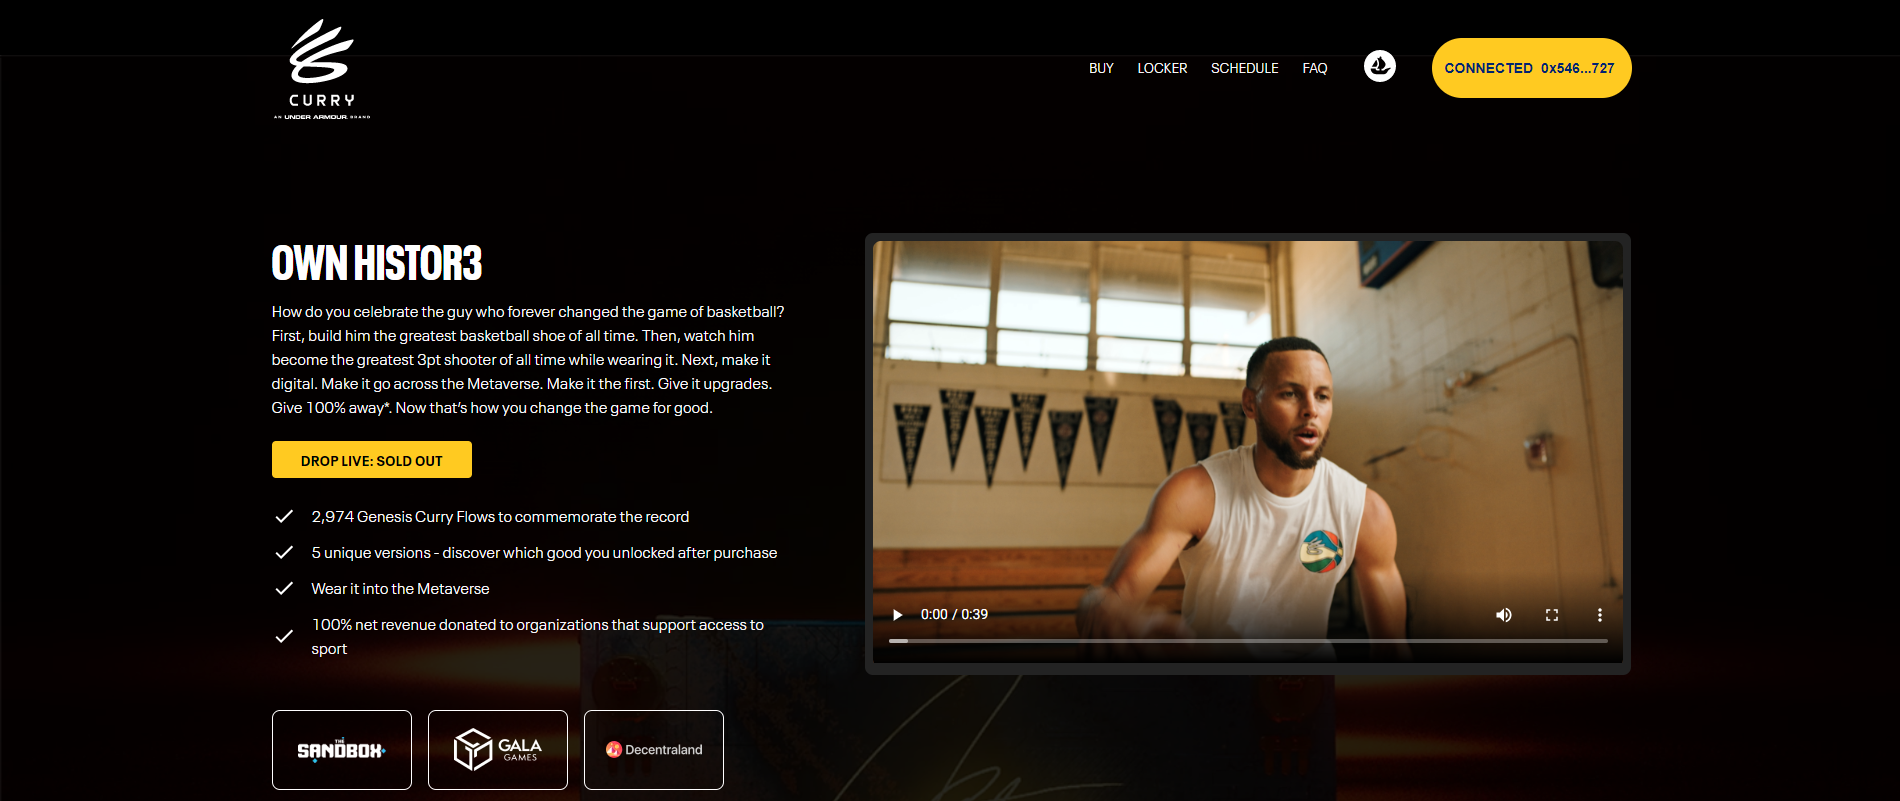 CURRY
AN UNDER ARMOUR BRAND
BUY LOCKER SCHEDULE FAQ
CONNECTED 0x546...727
OWN HISTOR3
How do you celebrate the guy who forever changed the game of basketball?
First, build him the greatest basketball shoe of all time. Then, watch him
become the greatest 3pt shooter of all time while wearing it. Next, make it
digital. Make it go across the Metaverse. Make it the first. Give it upgrades.
Give 100% away*. Now that’s how you change the game for good.
DROP LIVE: SOLD OUT
2,974 Genesis Curry Flows to commemorate the record
5 unique versions - discover which good you unlocked after purchase
Wear it into the Metaverse
100% net revenue donated to organizations that support access to
sport
0:00 / 0:39
THE
SANDBOX
GALA
GAMES
Decentraland